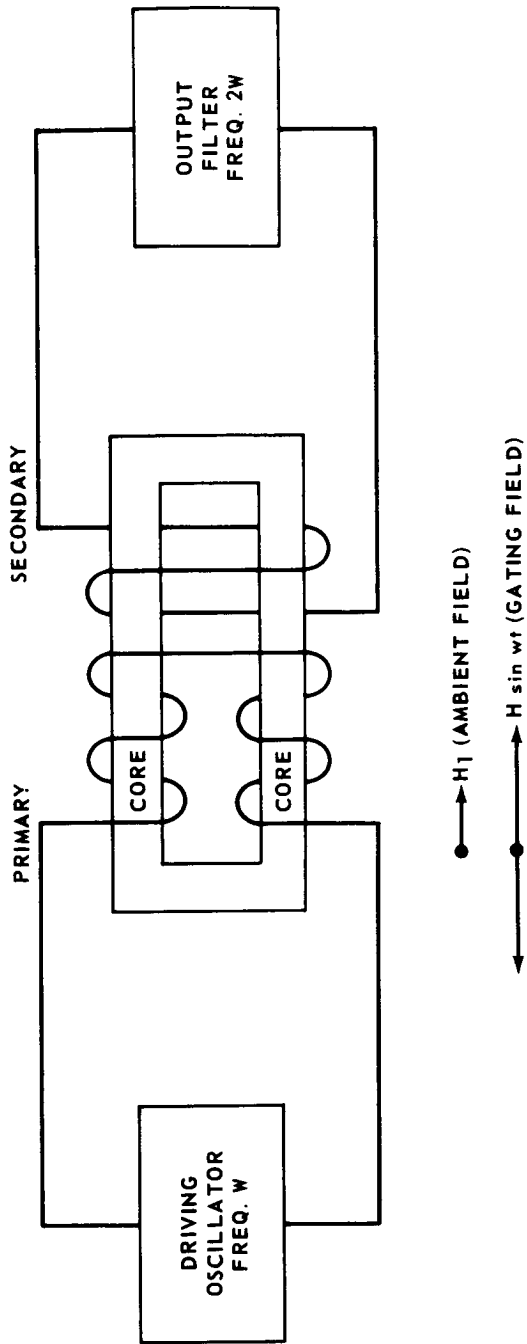 PRIMARY
SECONDARY
DRIVING
OSCILLATOR
FREQ. W
CORE
CORE
OUTPUT
FILTER
FREQ. 2W
H1 (AMBIENT FIELD)
H sin wt (GATING FIELD)